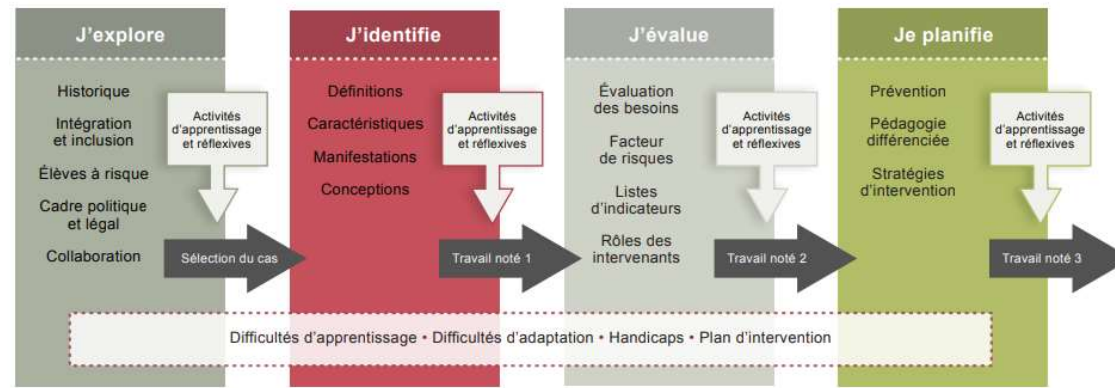 J'explore
Historique
Intégration
et inclusion
Élèves à risque
Cadre politique
et légal
Collaboration
Activités
d'apprentissage
et réflexives
Sélection du cas
J'identifie
Définitions
Caractéristiques
Manifestations
Conceptions
Activités
d'apprentissage
et réflexives
Travail noté 1
J'évalue
Évaluation
des besoins
Facteur
de risques
Listes
d'indicateurs
Rôles des
intervenants
Activités
d'apprentissage
et réflexives
Travail noté 2
Je planifie
Prévention
Pédagogie
différenciée
Stratégies
d'intervention
Activités
d'apprentissage
et réflexives
Travail noté 3
Difficultés d'apprentissage • Difficultés d'adaptation • Handicaps • Plan d'intervention